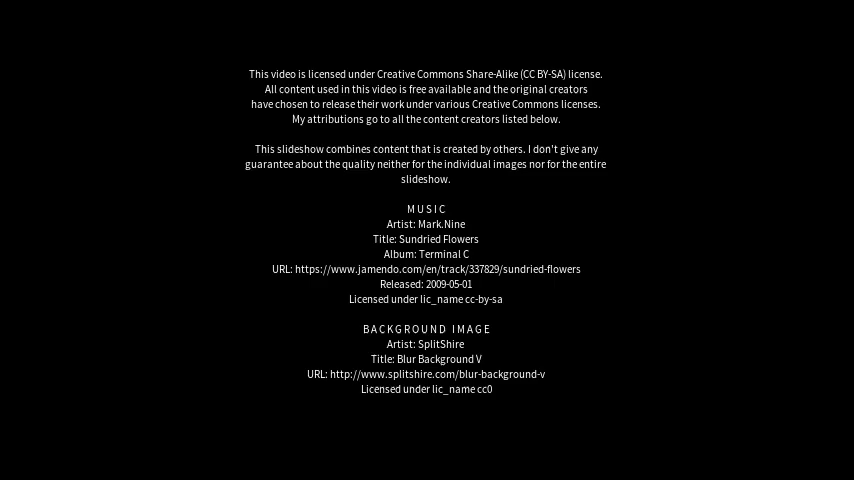 This video is licensed under Creative Commons Share-Alike (CC BY-SA) license.
All content used in this video is free available and the original creators
have chosen to release their work under various Creative Commons licenses.
My attributions go to all the content creators listed below.
This slideshow combines content that is created by others. I don't give any
guarantee about the quality neither for the individual images nor for the entire
slideshow.
MUSIC
Artist: Mark.Nine
Title: Sundried Flowers
Album: Terminal C
URL: https://www.jamendo.com/en/track/337829/sundried-flowers
Released: 2009-05-01
Licensed under lic_name cc-by-sa
BACKGROUND IMAGE
Artist: SplitShire
Title: Blur Background V
URL: http://www.splitshire.com/blur-background-v
Licensed under lic_name cc0